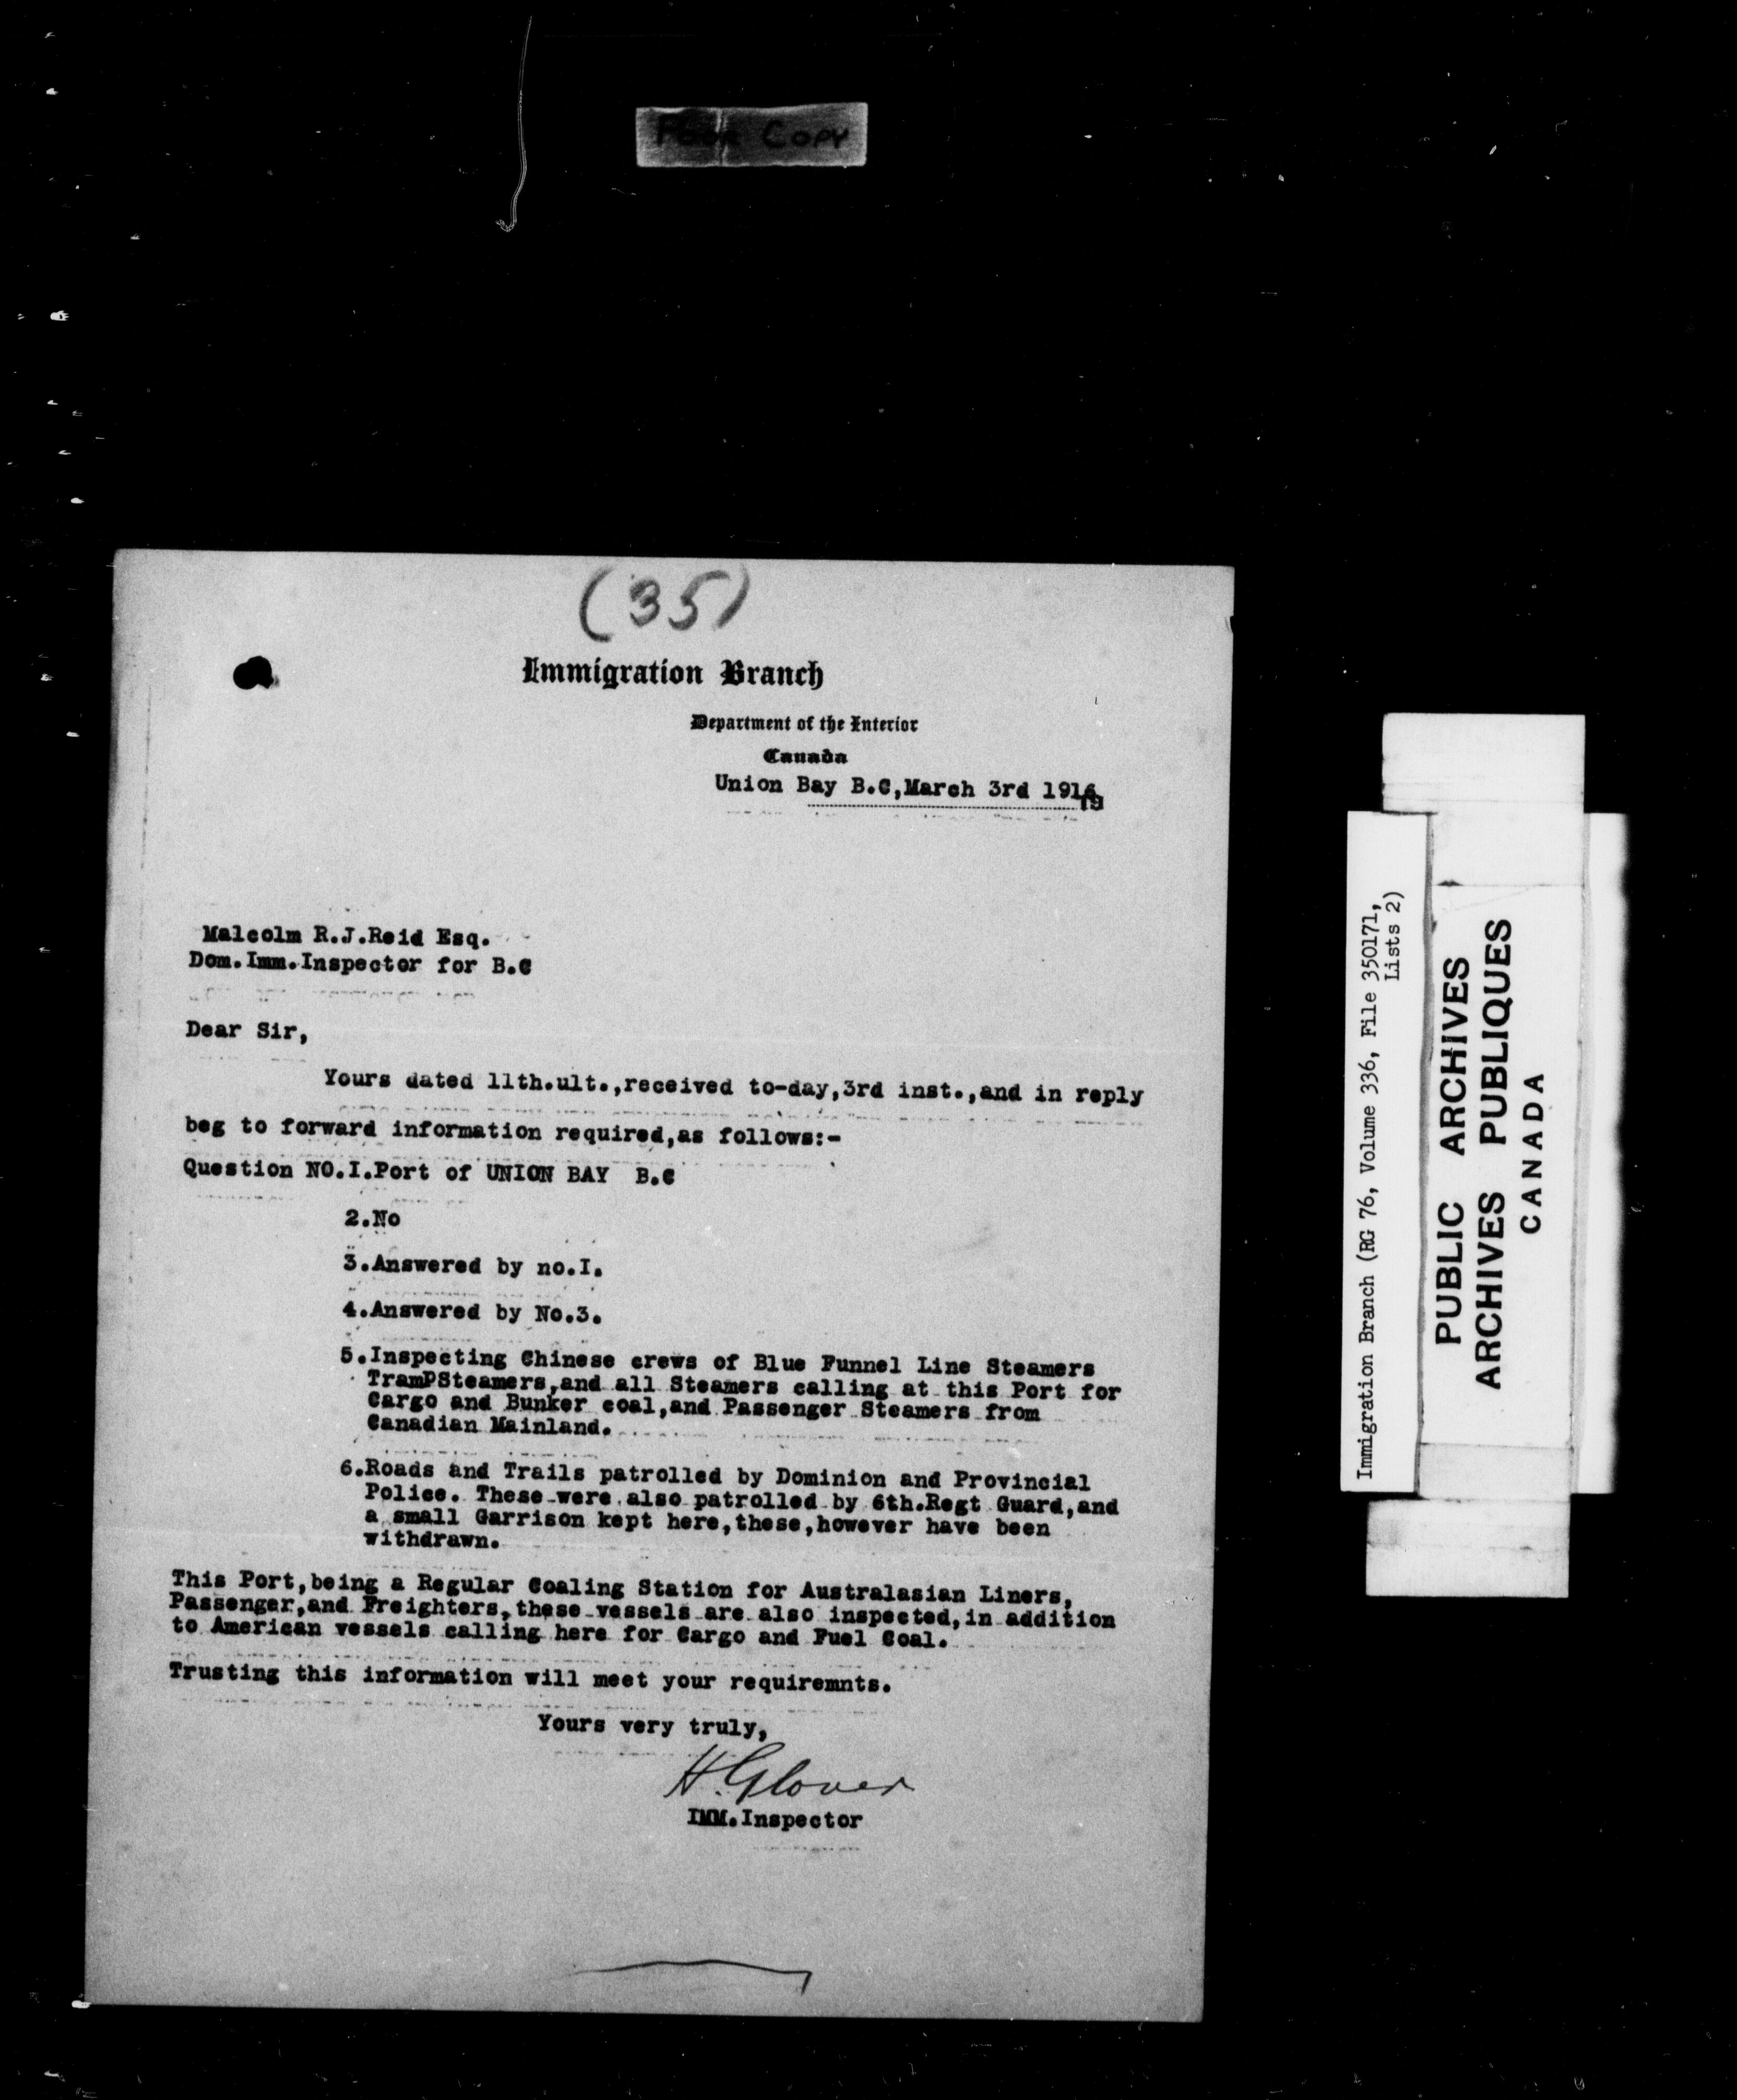 Poor Copy
(35)
Immigration Branch
Department of the Interior
Canada
Union Bay B.C,March 3rd 1916
19
Malcolm R.J.Reid Esq.
Dom.Imm.Inspector for B.C
Dear Sir,
Yours dated 11th.ult.,received to-day,3rd inst.,and in reply
beg to forward information required,as follows:-
Question NO.I.Port of UNION BAY B.C
2.No
3.Answered by no.I.
4.Answered by No.3.
5.Inspecting Chinese crews of Blue Funnel Line Steamers
TramPSteamers,and all Steamers calling at this Port for
Cargo and Bunker coal,and Passenger Steamers from
Canadian Mainland.
6.Roads and Trails patrolled by Dominion and Provincial
Police. These were also patrolled by 6th.Regt Guard,and
a small Garrison kept here,these,however have been
withdrawn.
This Port,being a Regular Coaling Station for Australasian Liners,
Passenger,and Freighters,these vessels are also inspected,in addition
to American vessels calling here for Cargo and Fuel Coal.
Trusting this information will meet your requiremnts.
Yours very truly,
H. Glover
IMM.Inspector
Immigration Branch (RG 76, Volume 336, File 350171,
Lists 2)
PUBLIC ARCHIVES
ARCHIVES PUBLIQUES
CANADA